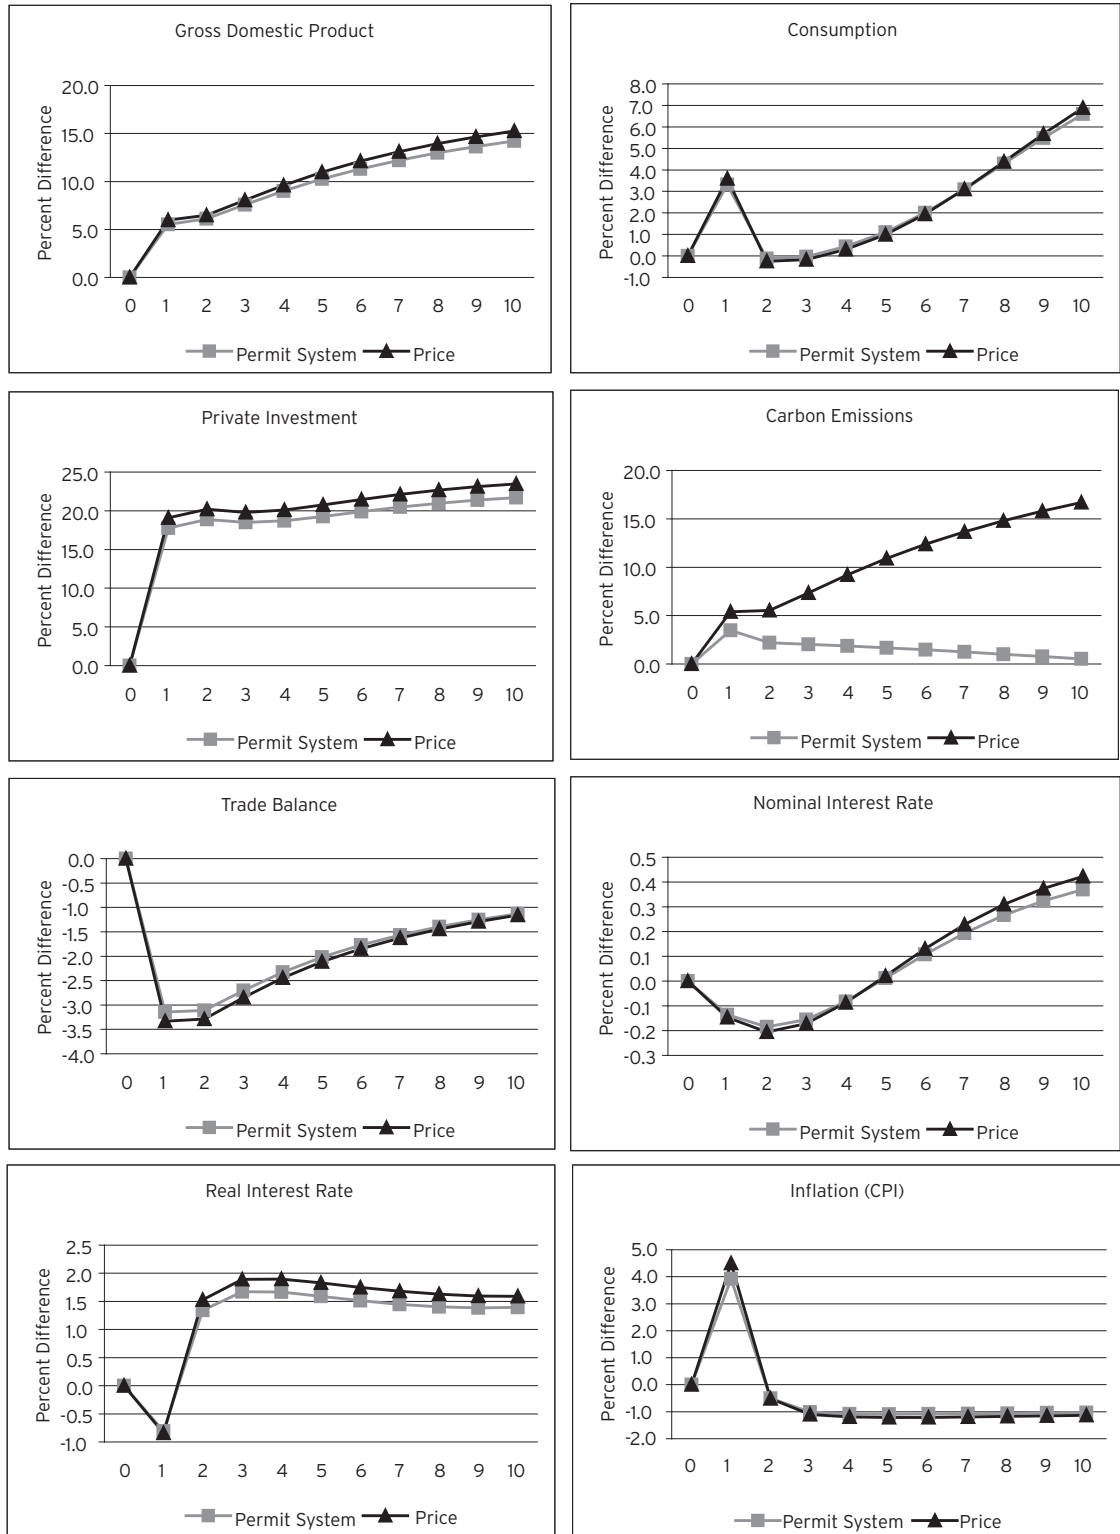 Gross Domestic Product
Percent Difference
20.0
15.0
10.0
5.0
0.0
0 1 2 3 4 5 6 7 8 9 10
Permit System Price
Consumption
Percent Difference
8.0
7.0
6.0
5.0
4.0
3.0
2.0
1.0
0.0
-1.0
0 1 2 3 4 5 6 7 8 9 10
Permit System Price
Private Investment
Percent Difference
25.0
20.0
15.0
10.0
5.0
0.0
0 1 2 3 4 5 6 7 8 9 10
Permit System Price
Carbon Emissions
Percent Difference
20.0
15.0
10.0
5.0
0.0
0 1 2 3 4 5 6 7 8 9 10
Permit System Price
Trade Balance
Percent Difference
0.0
-0.5
-1.0
-1.5
-2.0
-2.5
-3.0
-3.5
-4.0
0 1 2 3 4 5 6 7 8 9 10
Permit System Price
Nominal Interest Rate
Percent Difference
0.5
0.4
0.3
0.2
0.1
0.0
-0.1
-0.2
-0.3
0 1 2 3 4 5 6 7 8 9 10
Permit System Price
Real Interest Rate
Percent Difference
2.5
2.0
1.5
1.0
0.5
0.0
-0.5
-1.0
0 1 2 3 4 5 6 7 8 9 10
Permit System Price
Inflation (CPI)
Percent Difference
5.0
4.0
3.0
2.0
1.0
0.0
-1.0
-2.0
0 1 2 3 4 5 6 7 8 9 10
Permit System Price